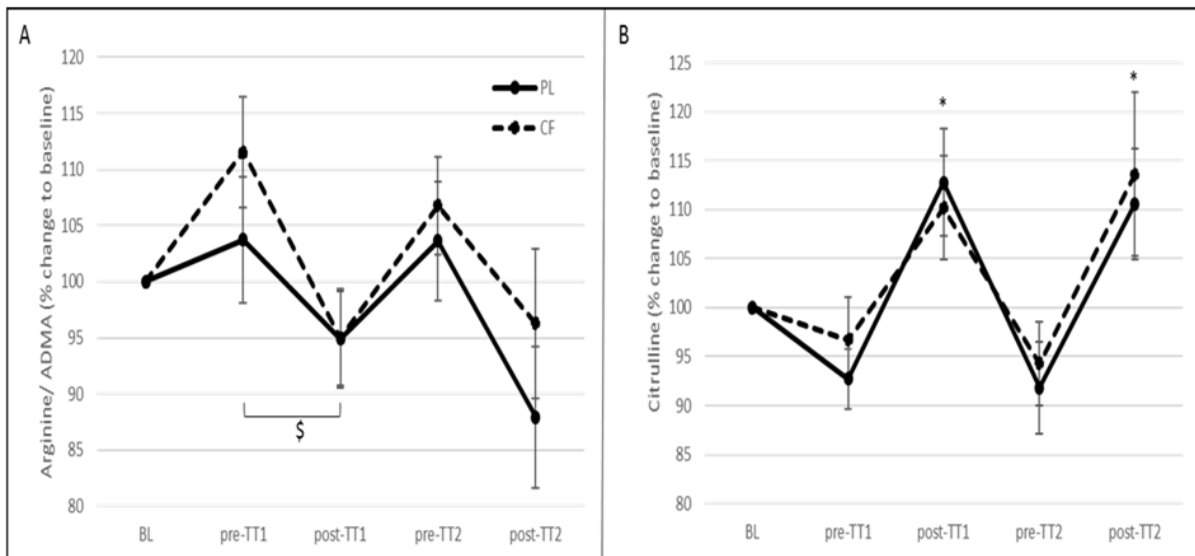 A
Arginine/ ADMA (% change to baseline)
120
115
110
105
100
95
90
85
80
PL
CF
$
BL
pre-TT1
post-TT1
pre-TT2
post-TT2
B
Citrulline (% change to baseline)
125
120
115
110
105
100
95
90
85
80
*
*
BL
pre-TT1
post-TT1
pre-TT2
post-TT2